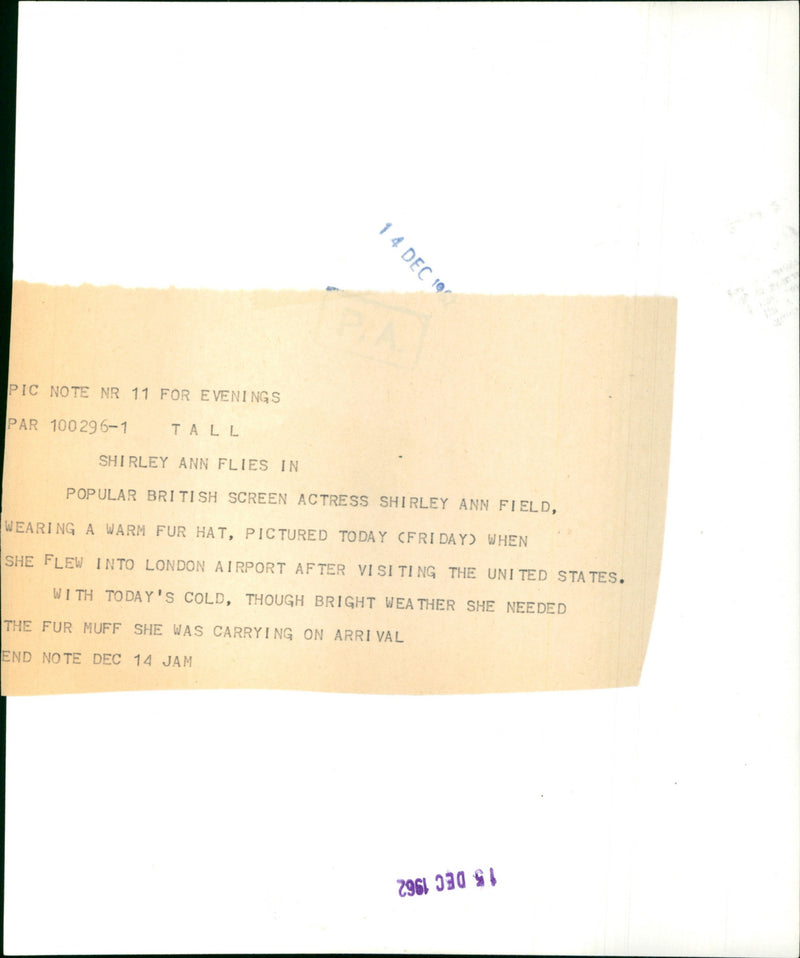 14 DEC 19
P.A.
PIC NOTE NR 11 FOR EVENINGS
PAR 100296-1 T A L L
SHIRLEY ANN FLIES IN
POPULAR BRITISH SCREEN ACTRESS SHIRLEY ANN FIELD,
WEARING A WARM FUR HAT, PICTURED TODAY (FRIDAY) WHEN
SHE FLEW INTO LONDON AIRPORT AFTER VISITING THE UNITED STATES.
WITH TODAY'S COLD, THOUGH BRIGHT WEATHER SHE NEEDED
THE FUR MUFF SHE WAS CARRYING ON ARRIVAL
END NOTE DEC 14 JAM
15 DEC 1962